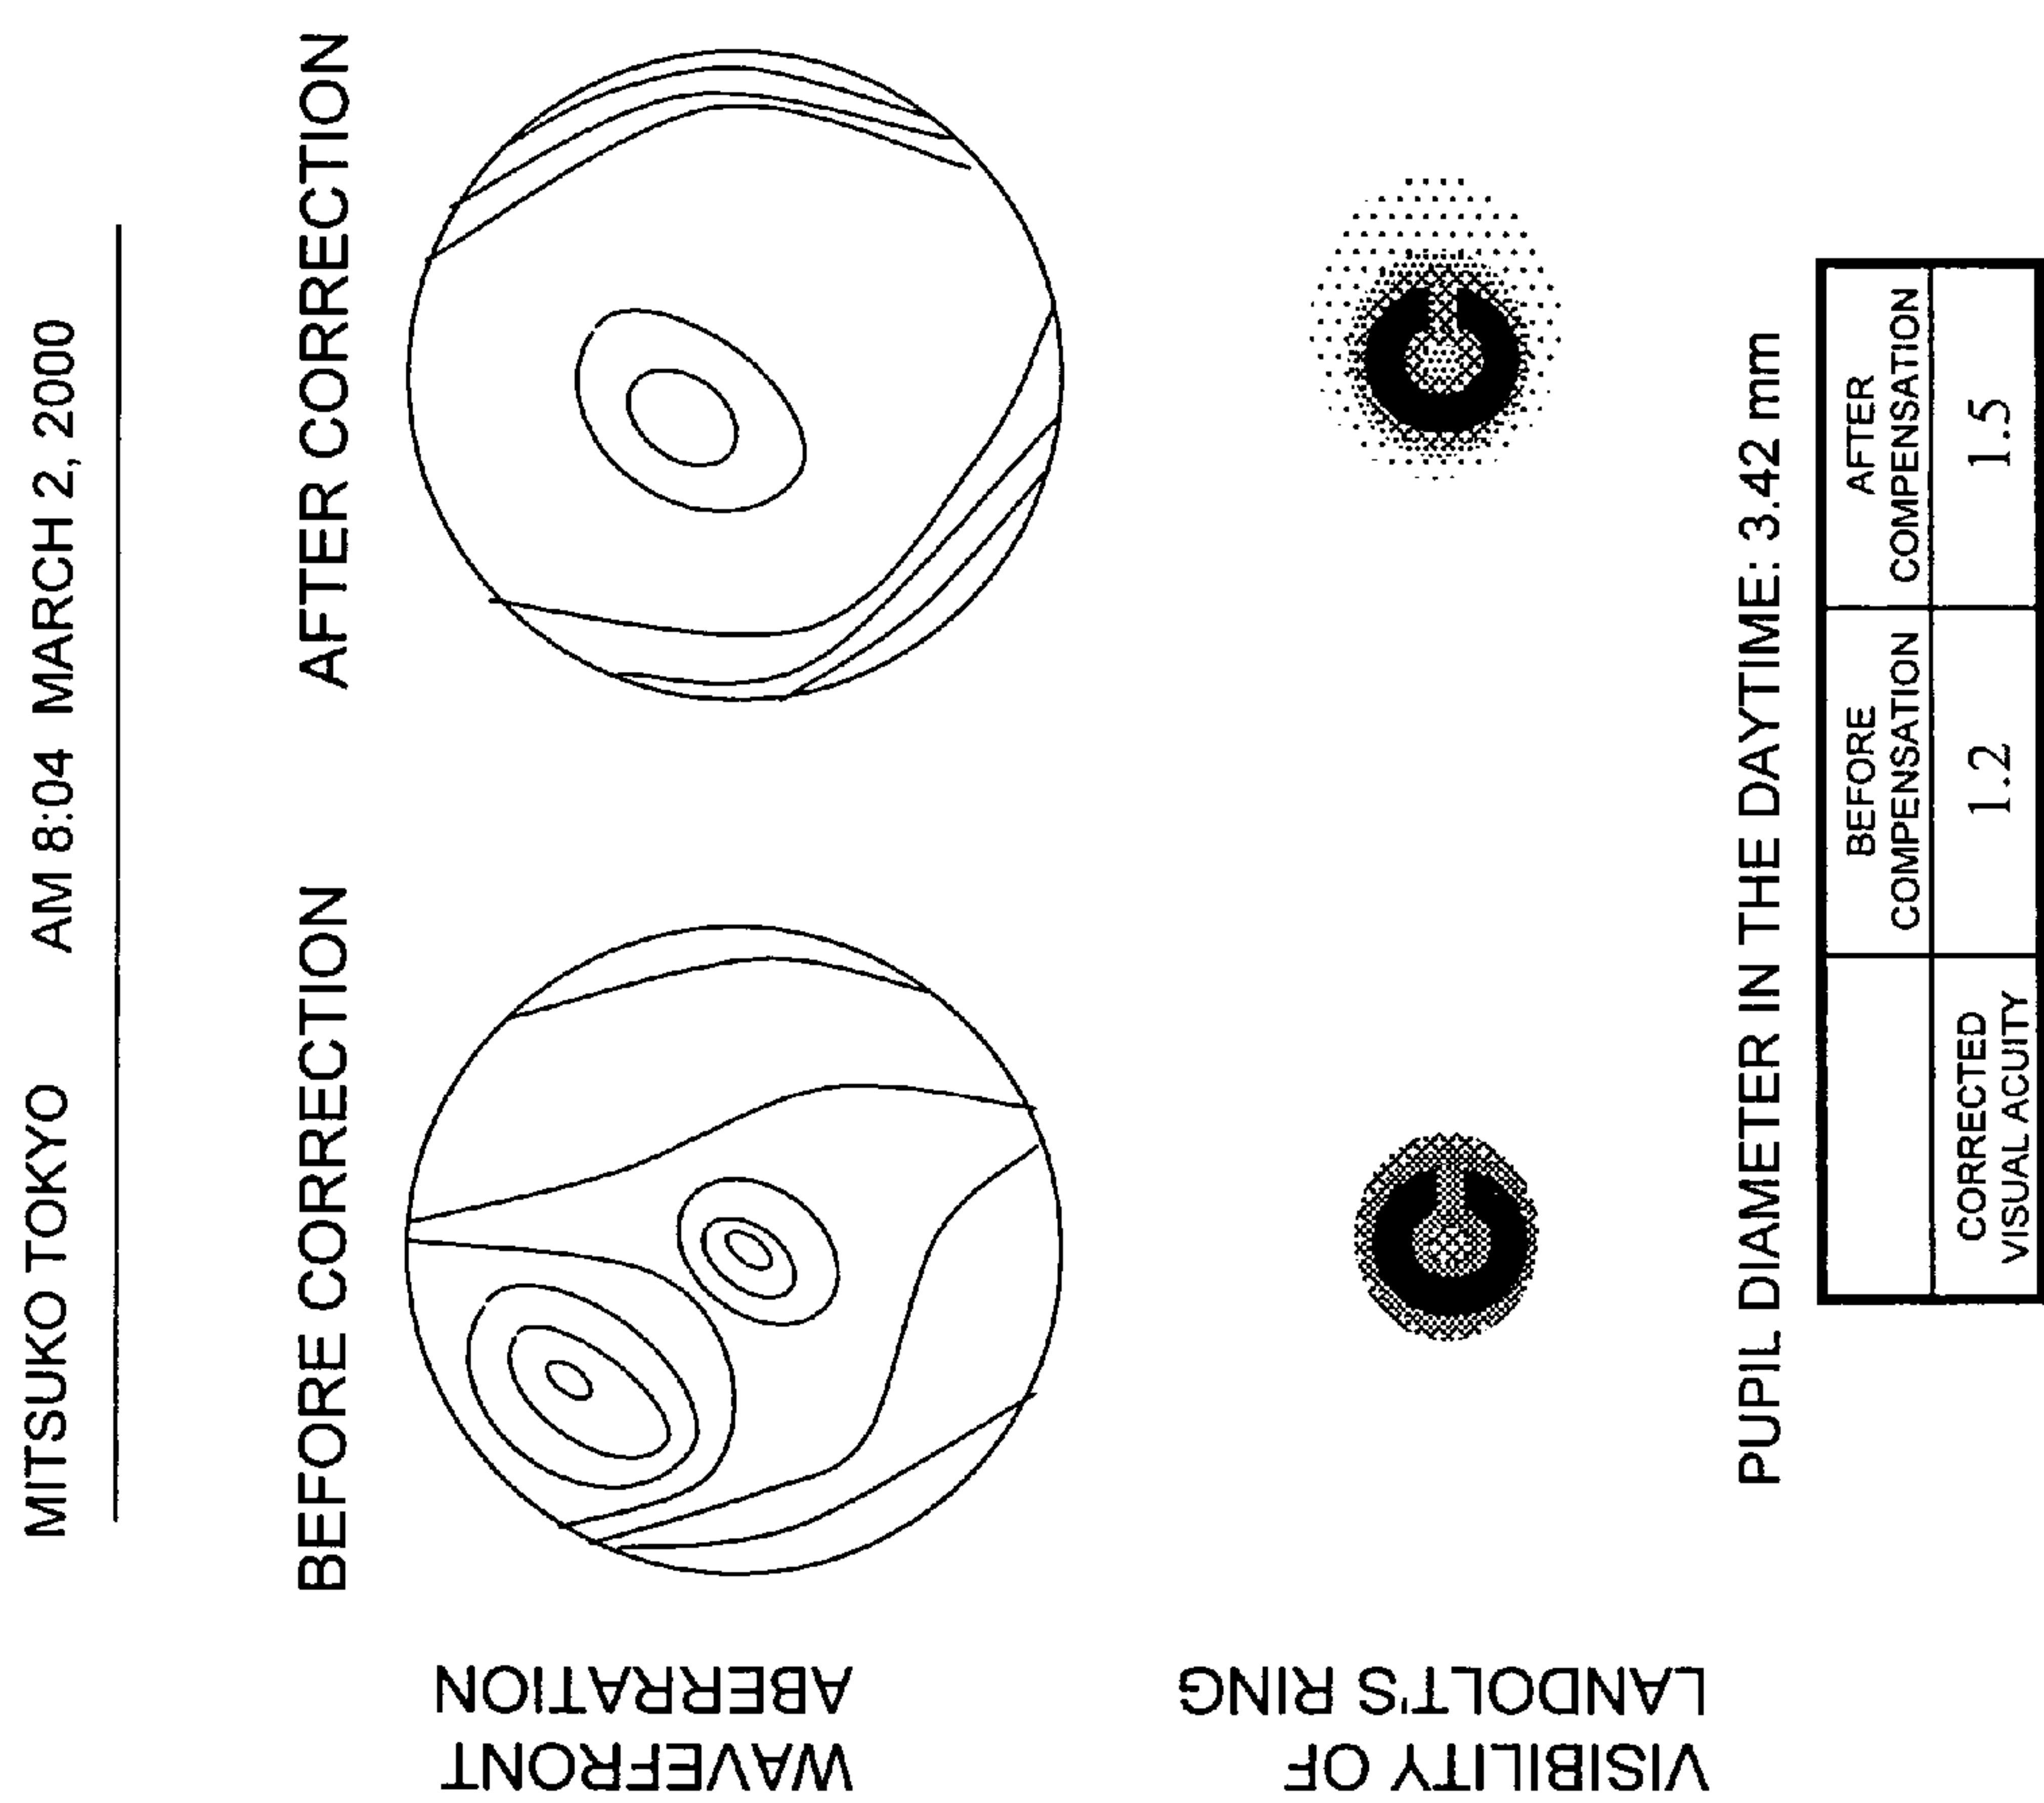 MITSUKO TOKYO AM 8:04 MARCH 2, 2000
BEFORE CORRECTION AFTER CORRECTION
WAVEFRONT
ABERRATION
VISIBILITY OF
LANDOLT'S RING
PUPIL DIAMETER IN THE DAYTIME: 3.42 mm
BEFORE
COMPENSATION
AFTER
COMPENSATION
CORRECTED
VISUAL ACUITY
1.2
1.5